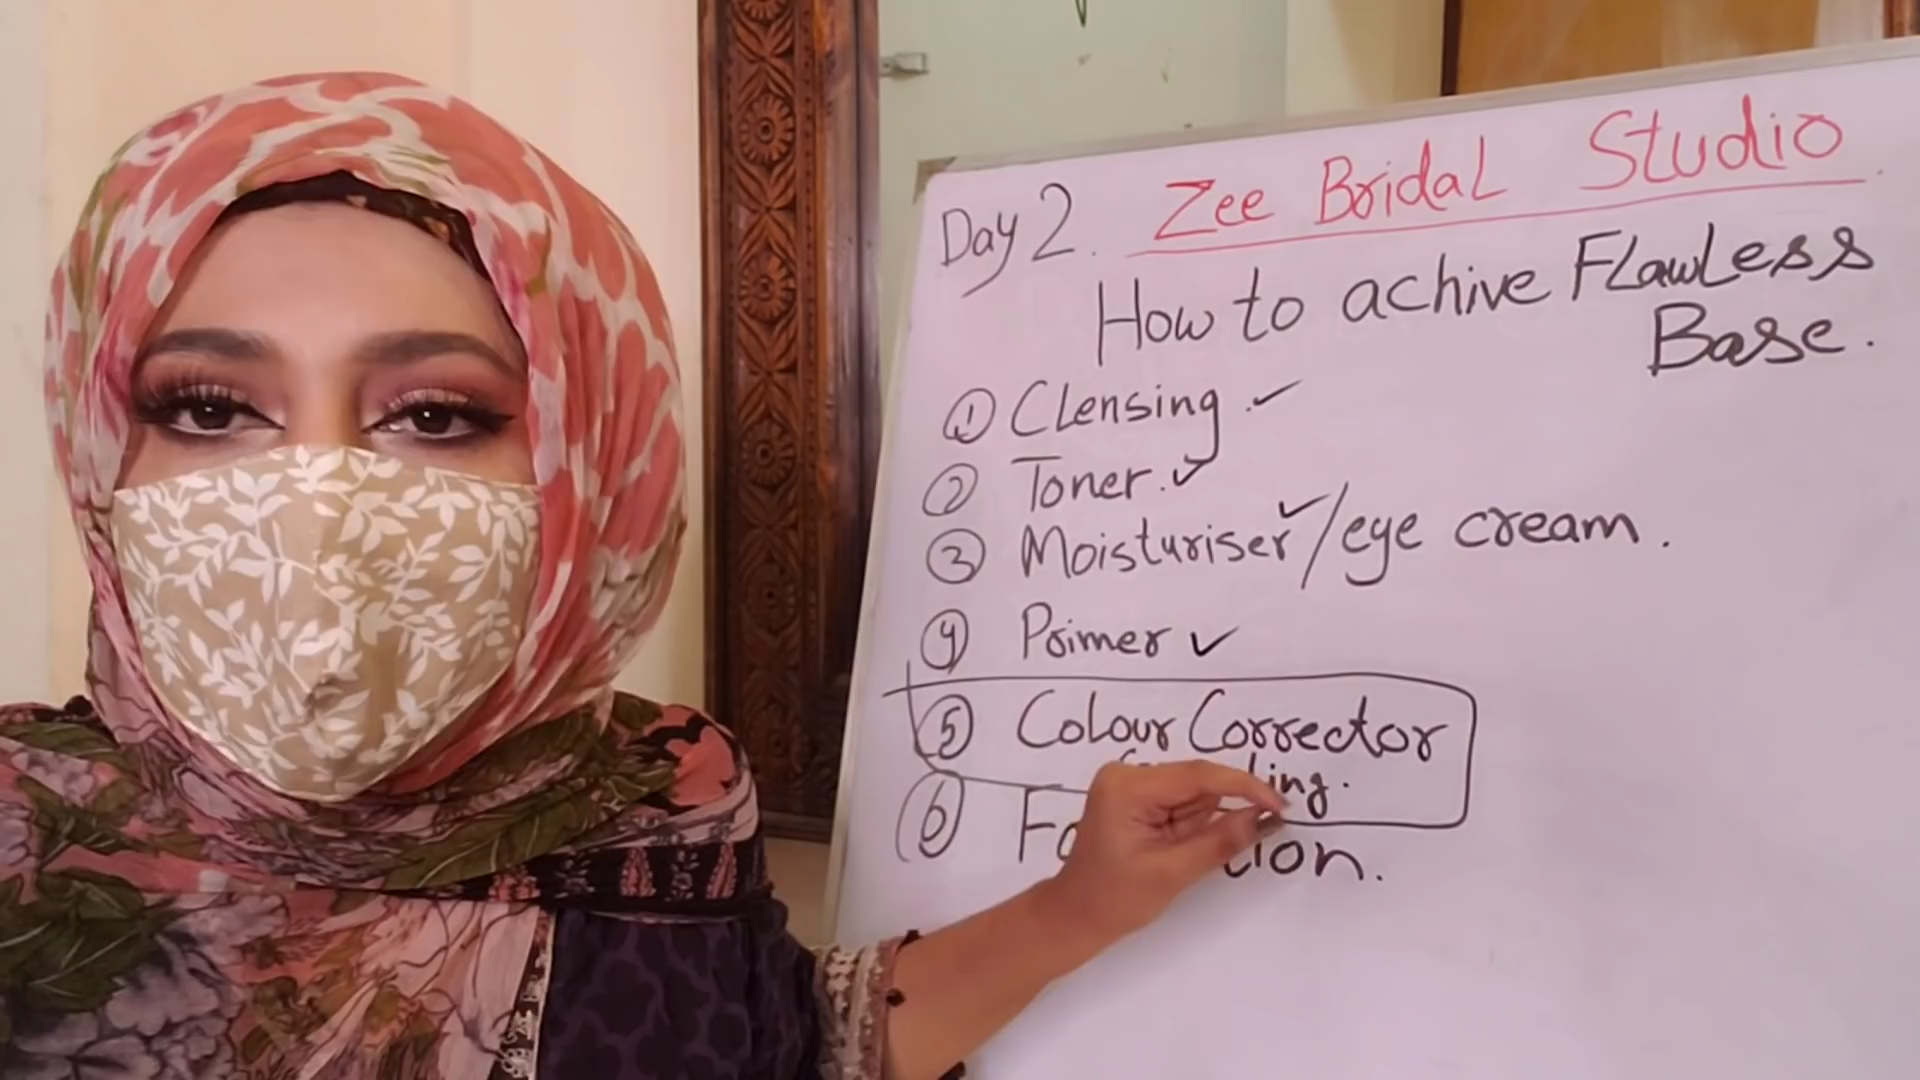 Day 2. Zee Bridal Studio
How to achive Flawless
Base.
① Clensing.
② Toner.
③ Moisturiser/eye cream.
④ Primer
⑤ Colour Corrector
⑥